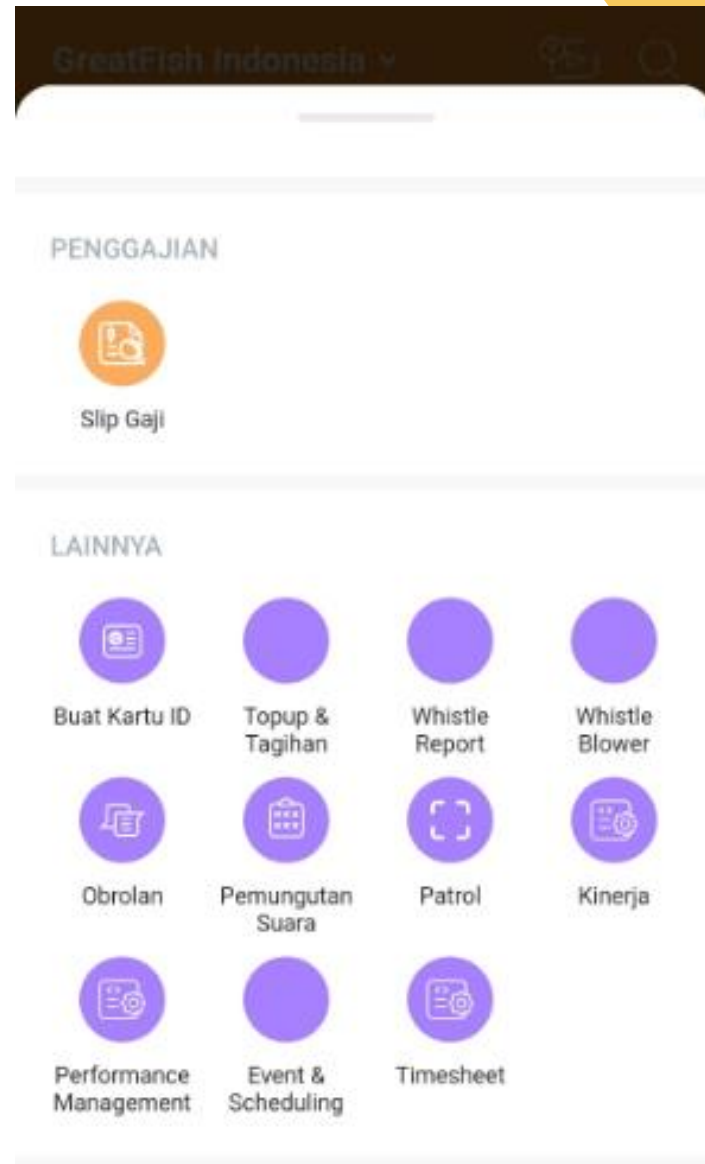 GreatFish Indonesia
PENGGAJIAN
Slip Gaji
LAINNYA
Buat Kartu ID
Topup &
Tagihan
Whistle
Report
Whistle
Blower
Obrolan
Pemungutan
Suara
Patrol
Kinerja
Performance
Management
Event &
Scheduling
Timesheet